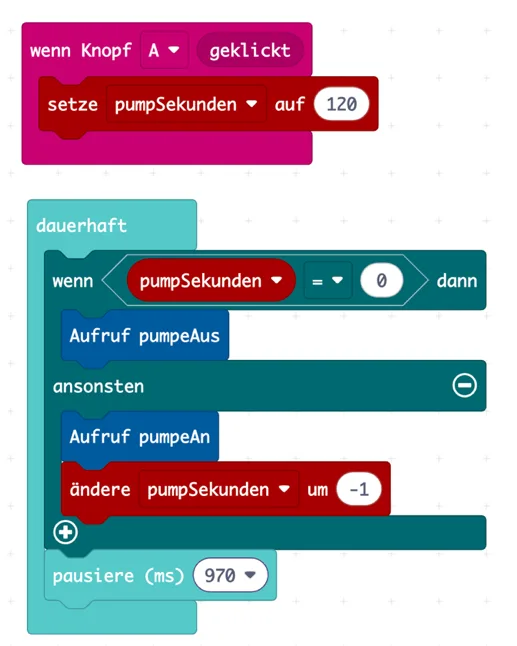 wenn Knopf A geklickt
setze pumpSekunden auf 120
dauerhaft
wenn pumpSekunden = 0 dann
Aufruf pumpeAus
ansonsten
Aufruf pumpeAn
ändere pumpSekunden um -1
pausiere (ms) 970